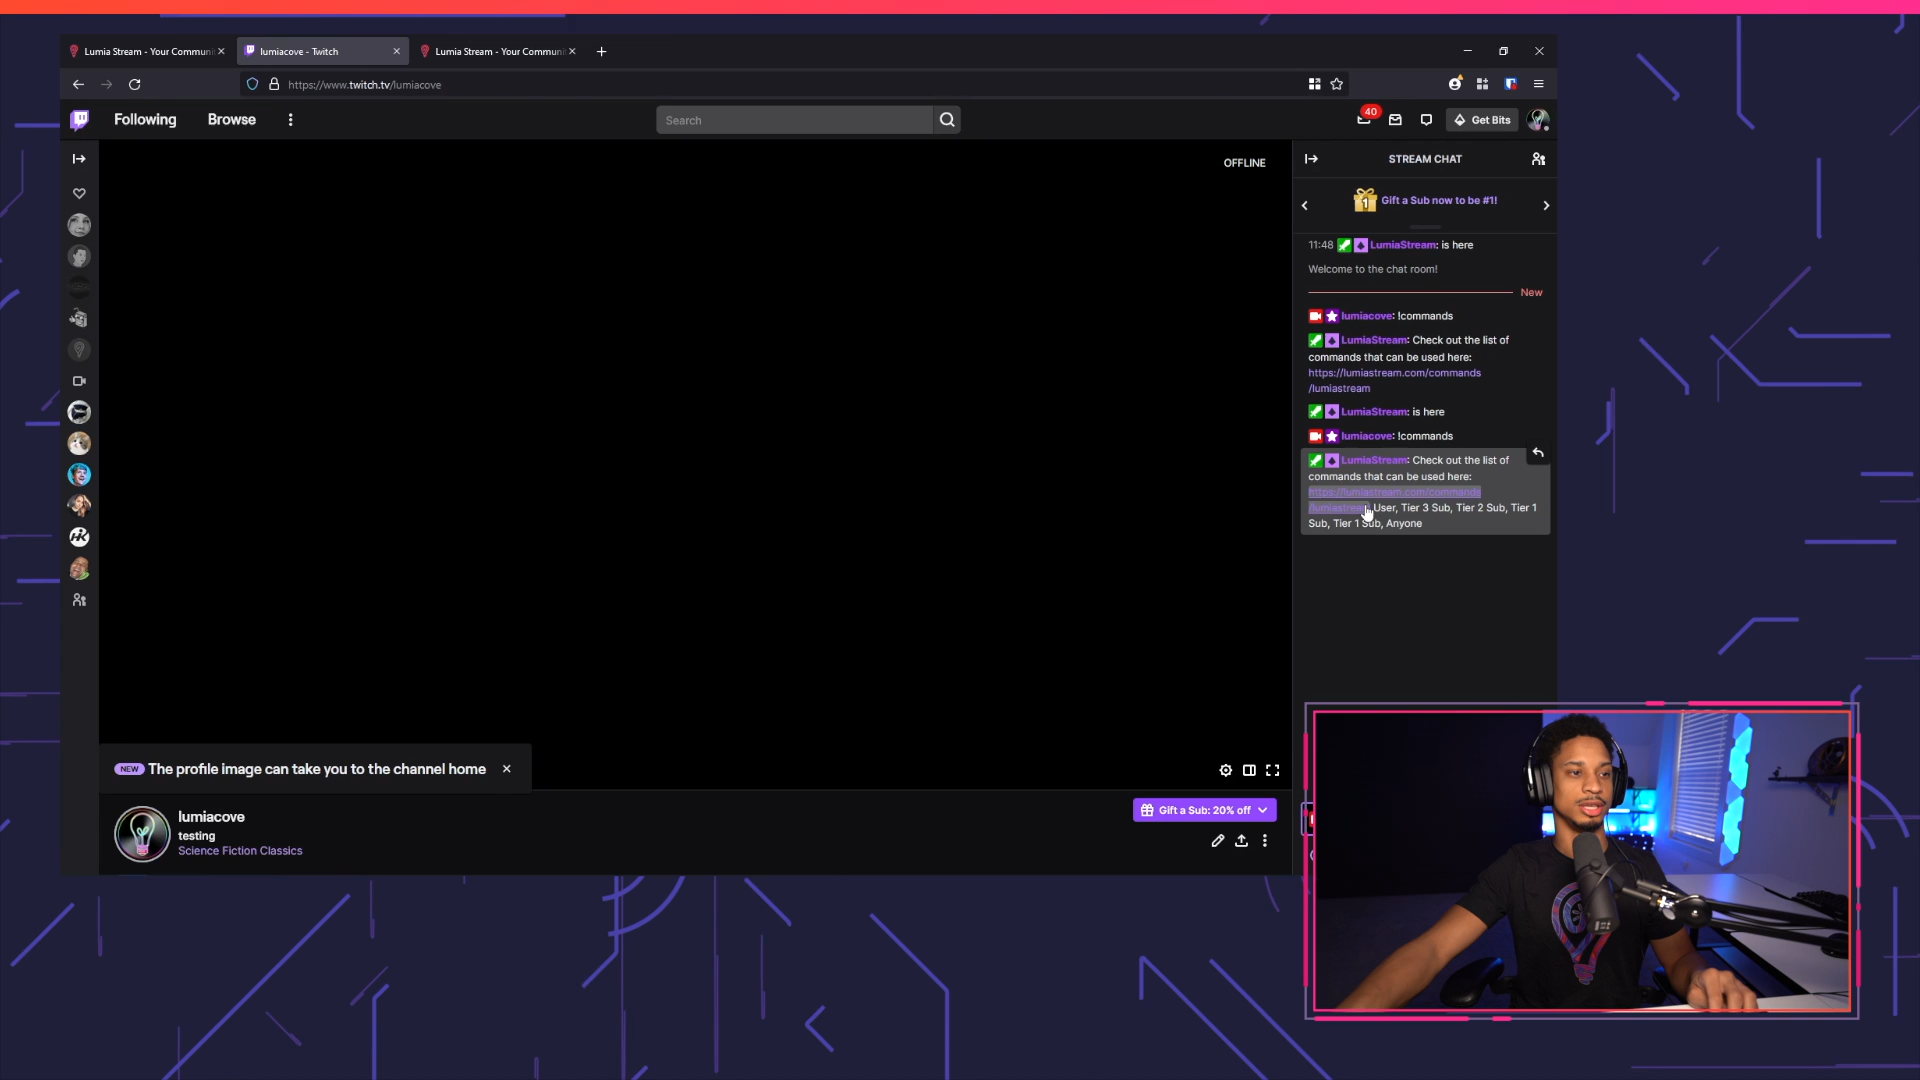 Lumia Stream - Your Communi
lumiacove - Twitch
Lumia Stream - Your Communi
https://www.twitch.tv/lumiacove
Following
Browse
Search
40
Get Bits
OFFLINE
STREAM CHAT
1
Gift a Sub now to be #1!
11:48 LumiaStream: is here
Welcome to the chat room!
New
lumiacove: !commands
LumiaStream: Check out the list of
commands that can be used here:
https://lumiastream.com/commands
/lumiastream
LumiaStream: is here
lumiacove: !commands
LumiaStream: Check out the list of
commands that can be used here:
https://lumiastream.com/commands
/lumiastream User, Tier 3 Sub, Tier 2 Sub, Tier 1
Sub, Tier 1 Sub, Anyone
NEW The profile image can take you to the channel home
lumiacove
testing
Science Fiction Classics
Gift a Sub: 20% off